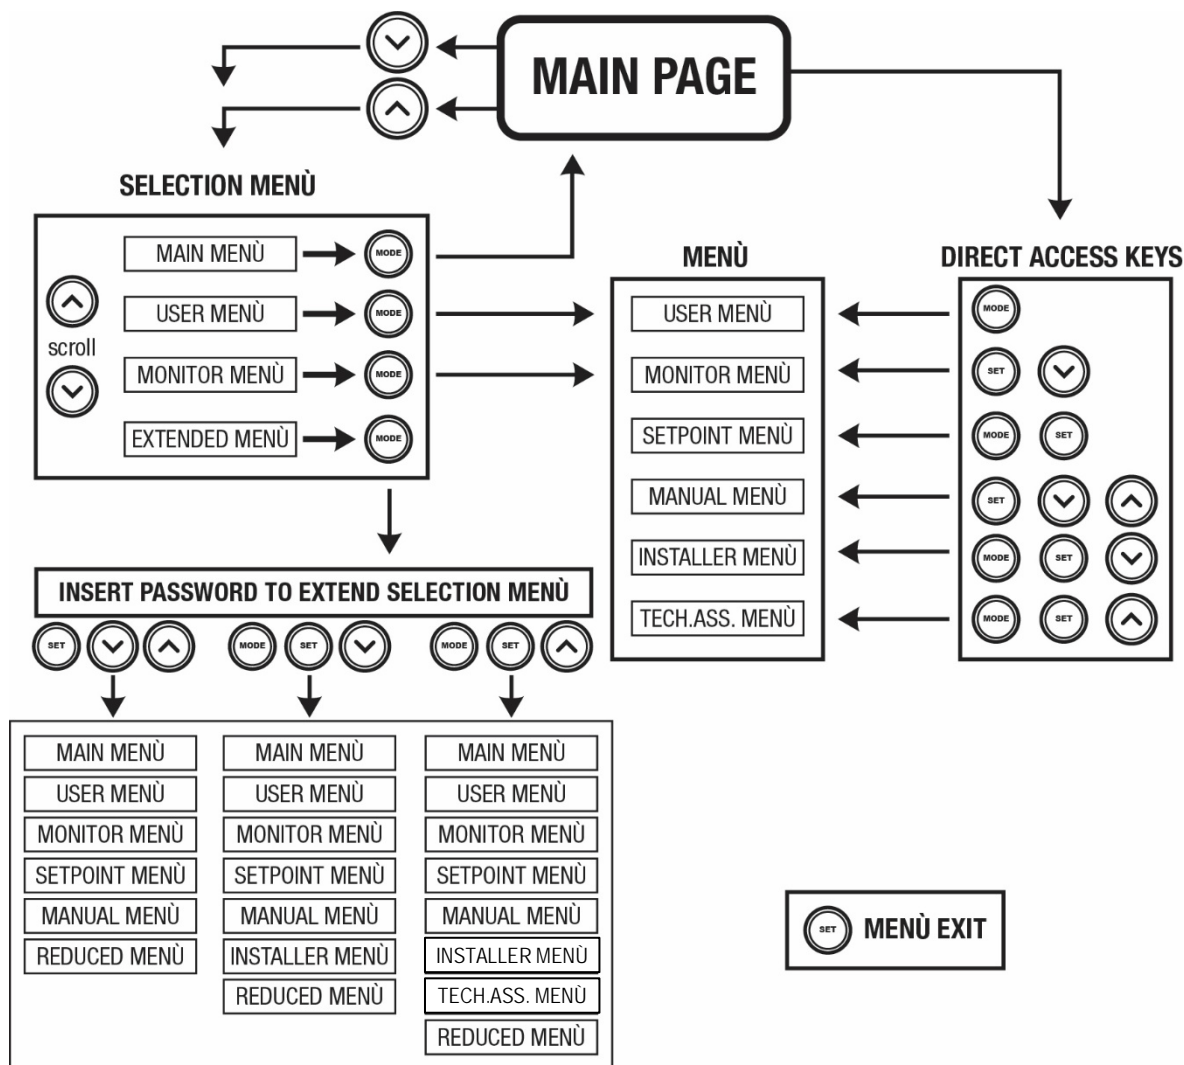 MAIN PAGE
SELECTION MENÙ
MAIN MENÙ MODE
USER MENÙ MODE
scroll
MONITOR MENÙ MODE
EXTENDED MENÙ MODE
MENÙ
USER MENÙ
MONITOR MENÙ
SETPOINT MENÙ
MANUAL MENÙ
INSTALLER MENÙ
TECH.ASS. MENÙ
DIRECT ACCESS KEYS
MODE
SET
MODE SET
SET
MODE SET
MODE SET
INSERT PASSWORD TO EXTEND SELECTION MENÙ
SET MODE SET MODE SET
MAIN MENÙ
USER MENÙ
MONITOR MENÙ
SETPOINT MENÙ
MANUAL MENÙ
REDUCED MENÙ
MAIN MENÙ
USER MENÙ
MONITOR MENÙ
SETPOINT MENÙ
MANUAL MENÙ
INSTALLER MENÙ
REDUCED MENÙ
MAIN MENÙ
USER MENÙ
MONITOR MENÙ
SETPOINT MENÙ
MANUAL MENÙ
INSTALLER MENÙ
TECH.ASS. MENÙ
REDUCED MENÙ
SET MENÙ EXIT